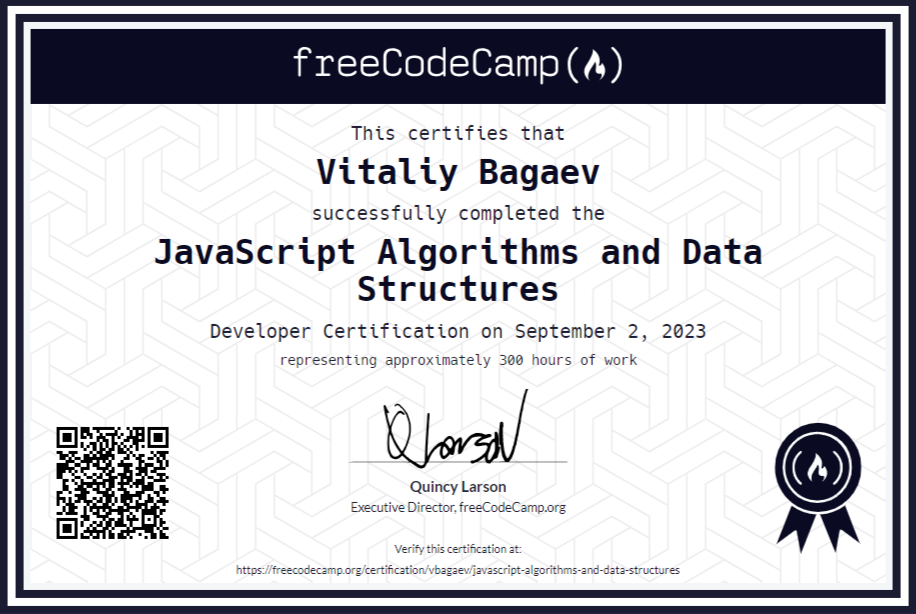 freeCodeCamp(🔥)
This certifies that
Vitaliy Bagaev
successfully completed the
JavaScript Algorithms and Data
Structures
Developer Certification on September 2, 2023
representing approximately 300 hours of work
QLarson
Quincy Larson
Executive Director, freeCodeCamp.org
Verify this certification at:
https://freecodecamp.org/certification/vbagaev/javascript-algorithms-and-data-structures